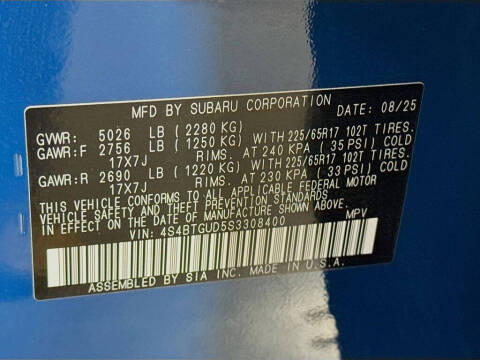 MFD BY SUBARU CORPORATION DATE: 08/25
GVWR: 5026 LB (2280 KG)
GAWR:F 2756 LB (1250 KG) WITH 225/65R17 102T TIRES,
17X7J RIMS. AT 240 KPA (35 PSI) COLD
GAWR:R 2690 LB (1220 KG) WITH 225/65R17 102T TIRES,
17X7J RIMS. AT 230 KPA (33 PSI) COLD
THIS VEHICLE CONFORMS TO ALL APPLICABLE FEDERAL MOTOR
VEHICLE SAFETY BUMPER AND THEFT PREVENTION STANDARDS
IN EFFECT ON THE DATE OF MANUFACTURE SHOWN ABOVE.
VIN: 4S4BTGUD5S3308400 MPV
ASSEMBLED BY SIA INC. MADE IN U.S.A.